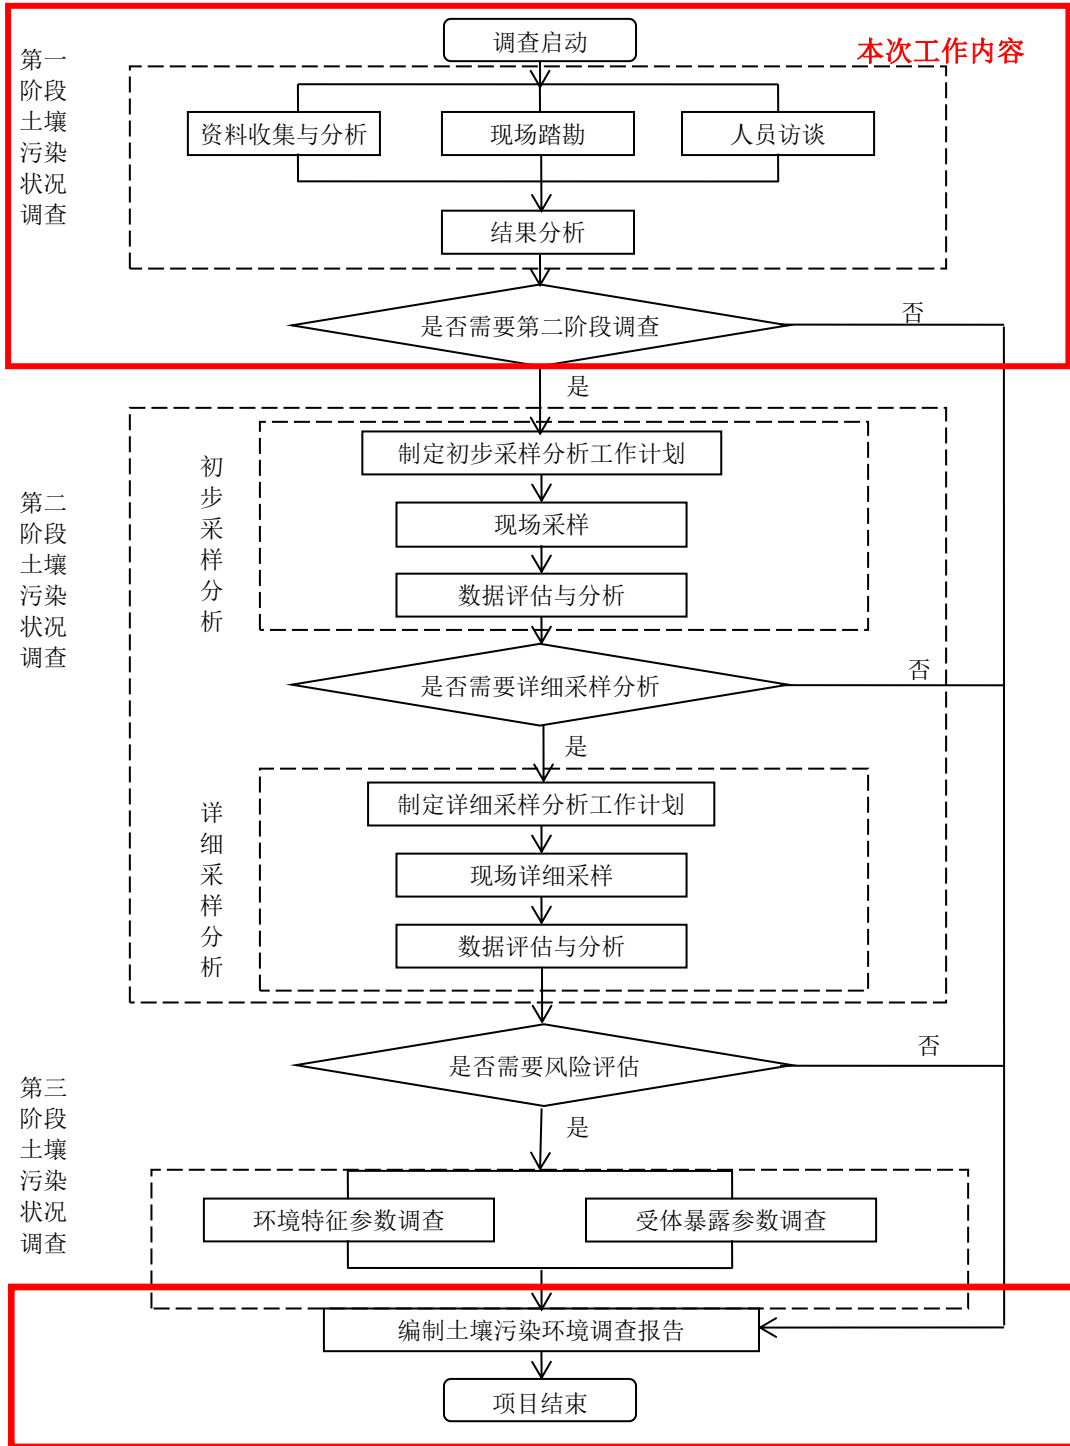 调查启动
本次工作内容
第一
阶段
土壤
污染
状况
调查
资料收集与分析
现场踏勘
人员访谈
结果分析
是否需要第二阶段调查
否
是
第二
阶段
土壤
污染
状况
调查
初
步
采
样
分
析
制定初步采样分析工作计划
现场采样
数据评估与分析
是否需要详细采样分析
否
是
详
细
采
样
分
析
制定详细采样分析工作计划
现场详细采样
数据评估与分析
是否需要风险评估
否
是
第三
阶段
土壤
污染
状况
调查
环境特征参数调查
受体暴露参数调查
编制土壤污染环境调查报告
项目结束